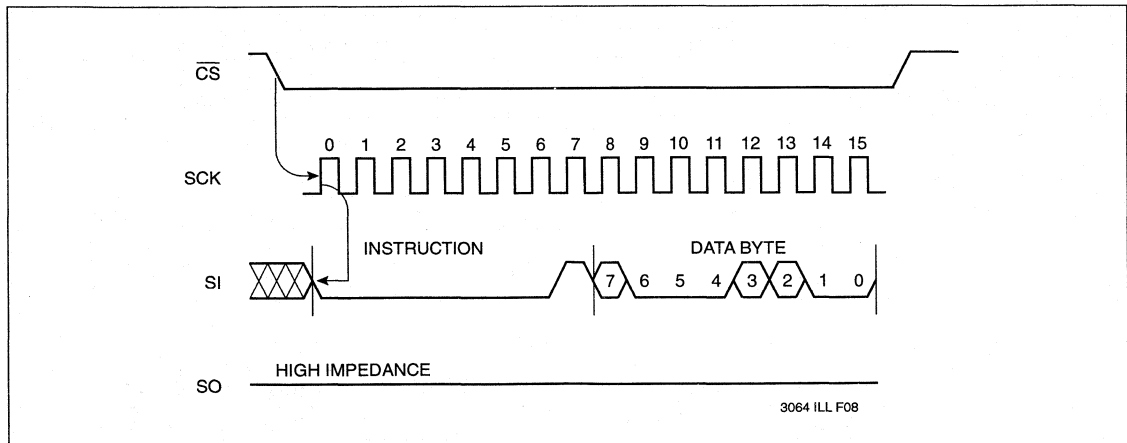 CS
0 1 2 3 4 5 6 7 8 9 10 11 12 13 14 15
SCK
INSTRUCTION DATA BYTE
SI 7 6 5 4 3 2 1 0
HIGH IMPEDANCE
SO
3064 ILL F08